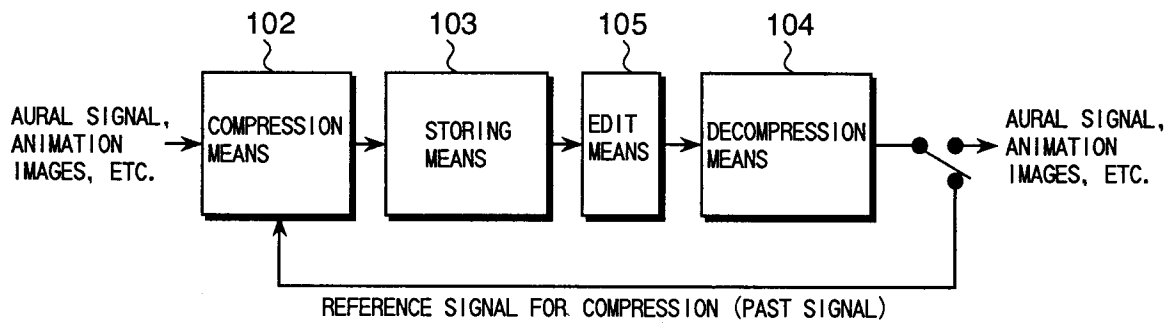 102
103
105
104
AURAL SIGNAL,
ANIMATION
IMAGES, ETC.
COMPRESSION
MEANS
STORING
MEANS
EDIT
MEANS
DECOMPRESSION
MEANS
AURAL SIGNAL,
ANIMATION
IMAGES, ETC.
REFERENCE SIGNAL FOR COMPRESSION (PAST SIGNAL)